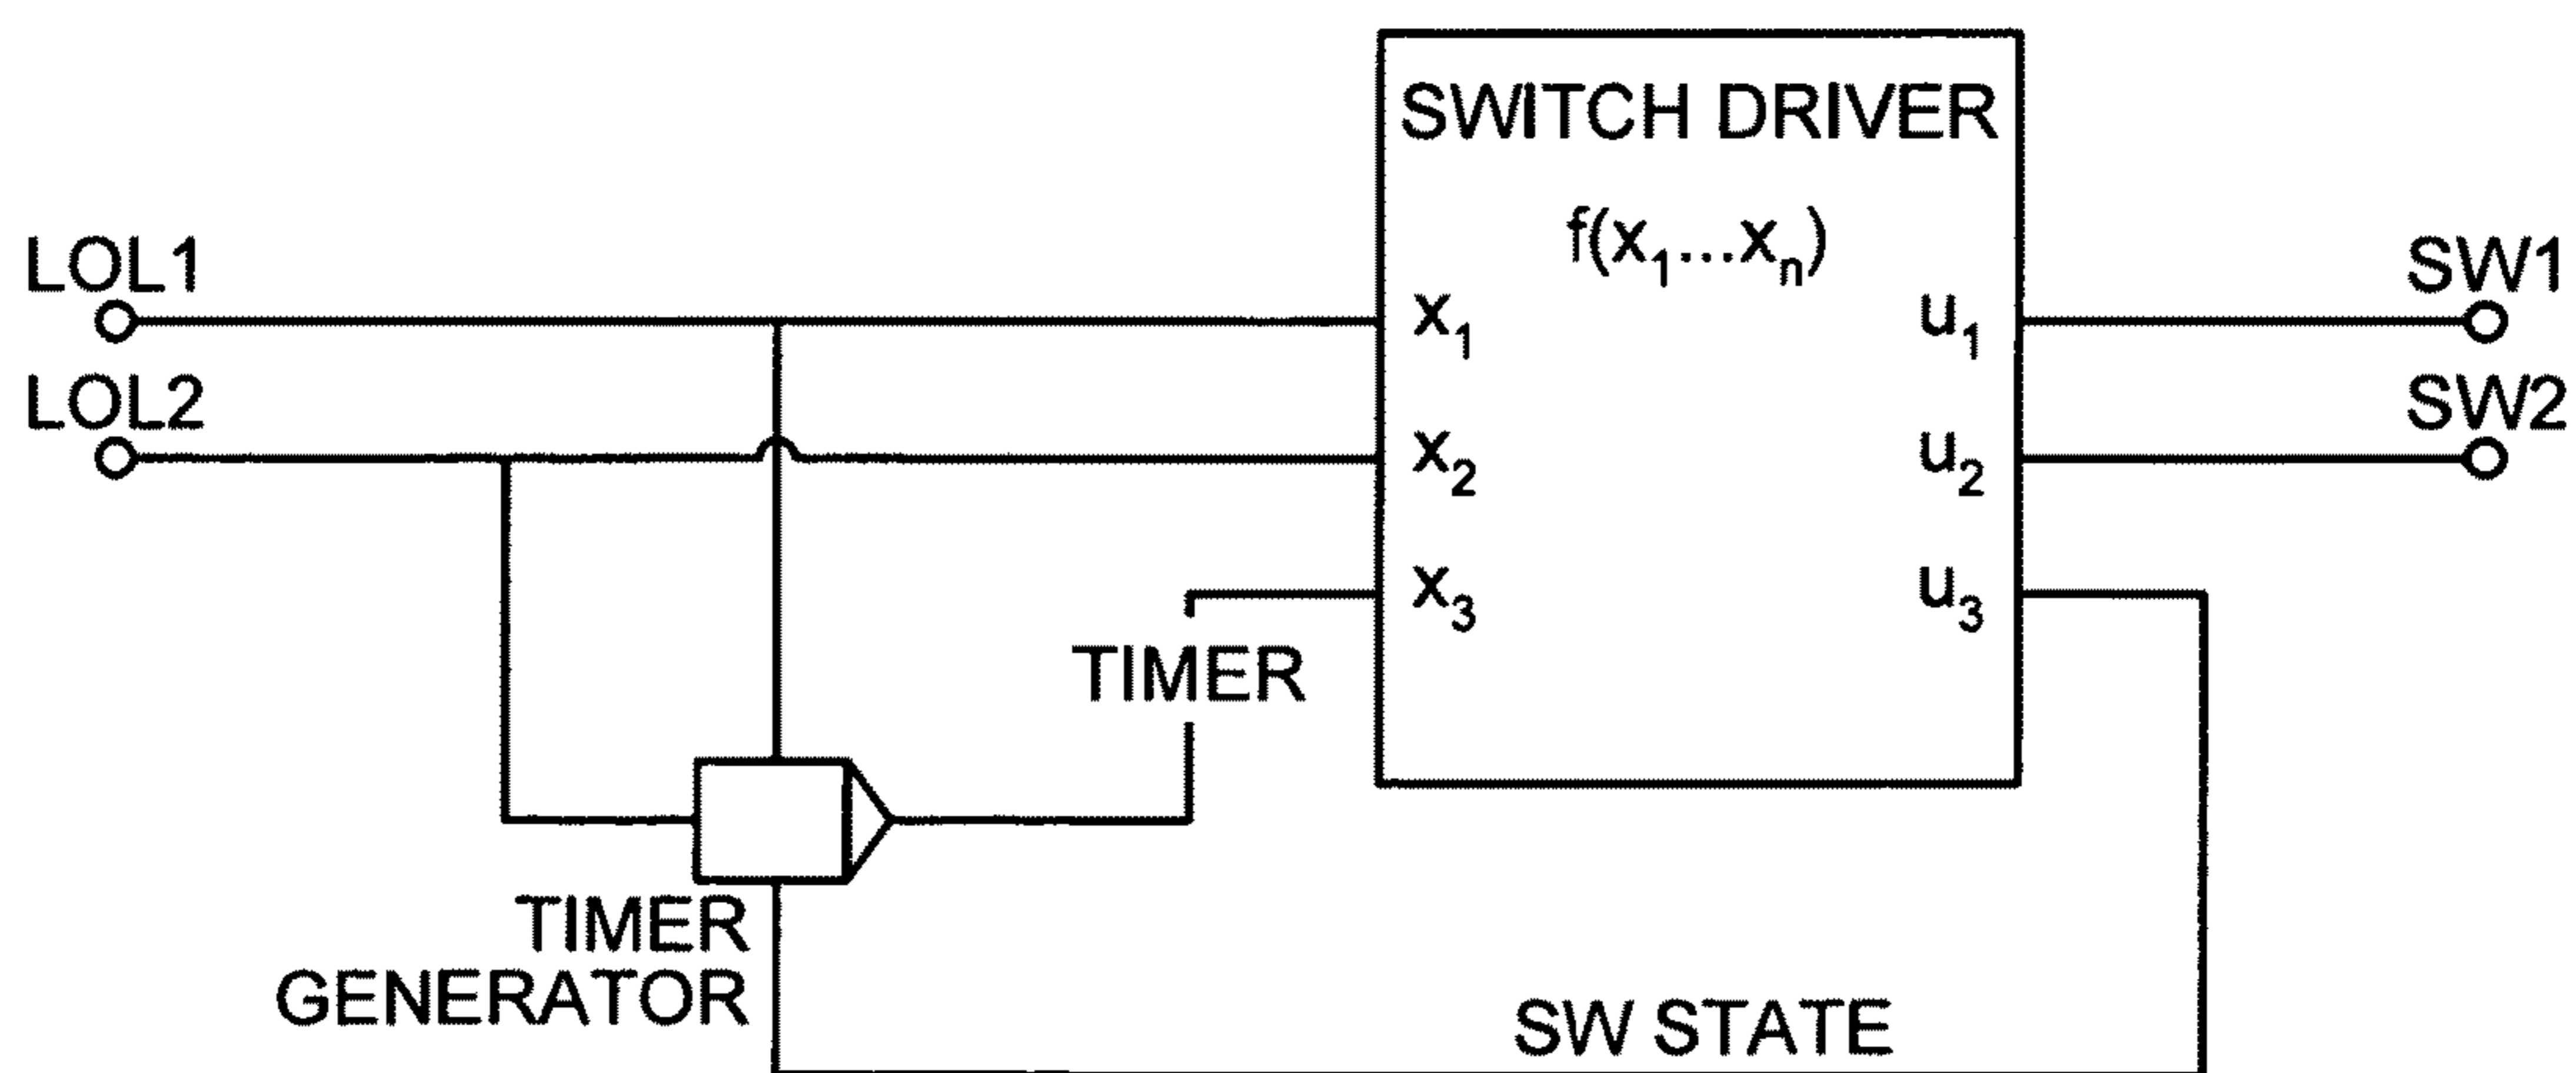 SWITCH DRIVER
f(x₁...xₙ)
LOL1
x₁
u₁
SW1
LOL2
x₂
u₂
SW2
x₃
u₃
TIMER
TIMER
GENERATOR
SW STATE